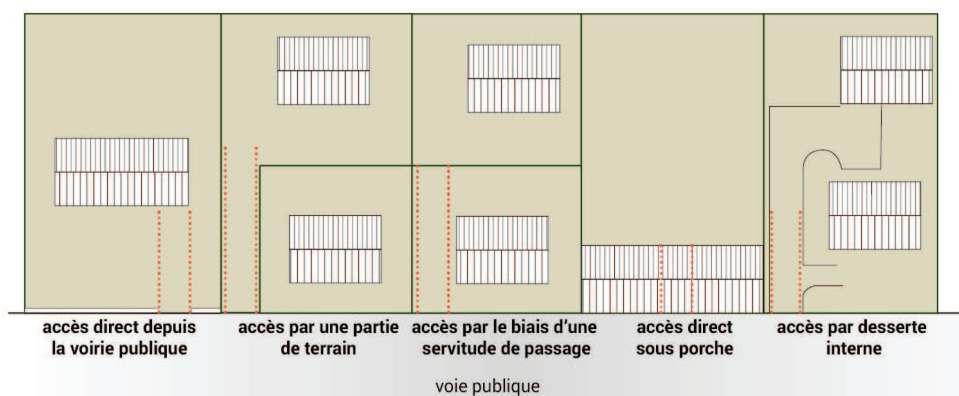 accès direct depuis
la voirie publique
accès par une partie
de terrain
accès par le biais d'une
servitude de passage
accès direct
sous porche
accès par desserte
interne
voie publique